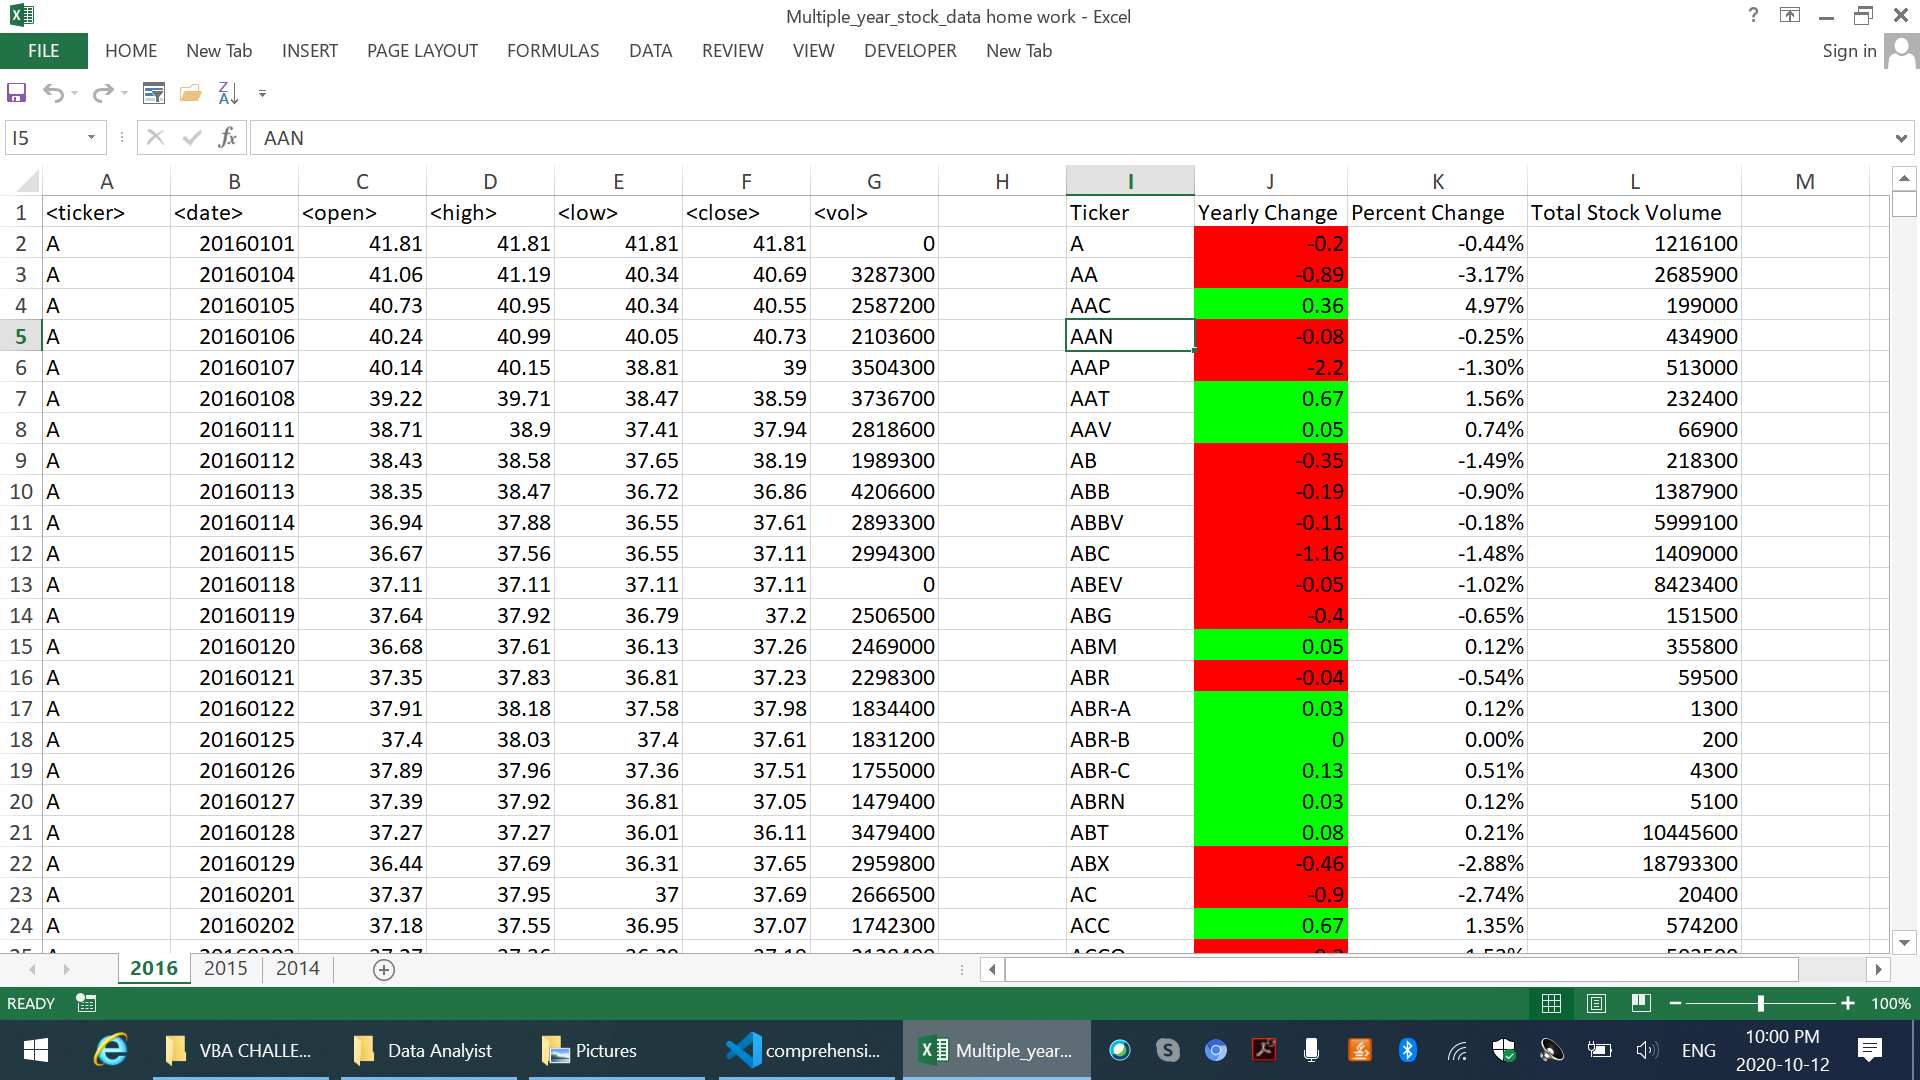 Multiple_year_stock_data home work - Excel
FILE HOME New Tab INSERT PAGE LAYOUT FORMULAS DATA REVIEW VIEW DEVELOPER New Tab Sign in
I5 fx AAN
A B C D E F G H I J K L M
1 <ticker> <date> <open> <high> <low> <close> <vol> Ticker Yearly Change Percent Change Total Stock Volume
2 A 20160101 41.81 41.81 41.81 41.81 0 A -0.2 -0.44% 1216100
3 A 20160104 41.06 41.19 40.34 40.69 3287300 AA -0.89 -3.17% 2685900
4 A 20160105 40.73 40.95 40.34 40.55 2587200 AAC 0.36 4.97% 199000
5 A 20160106 40.24 40.99 40.05 40.73 2103600 AAN -0.08 -0.25% 434900
6 A 20160107 40.14 40.15 38.81 39 3504300 AAP -2.2 -1.30% 513000
7 A 20160108 39.22 39.71 38.47 38.59 3736700 AAT 0.67 1.56% 232400
8 A 20160111 38.71 38.9 37.41 37.94 2818600 AAV 0.05 0.74% 66900
9 A 20160112 38.43 38.58 37.65 38.19 1989300 AB -0.35 -1.49% 218300
10 A 20160113 38.35 38.47 36.72 36.86 4206600 ABB -0.19 -0.90% 1387900
11 A 20160114 36.94 37.88 36.55 37.61 2893300 ABBV -0.11 -0.18% 5999100
12 A 20160115 36.67 37.56 36.55 37.11 2994300 ABC -1.16 -1.48% 1409000
13 A 20160118 37.11 37.11 37.11 37.11 0 ABEV -0.05 -1.02% 8423400
14 A 20160119 37.64 37.92 36.79 37.2 2506500 ABG -0.4 -0.65% 151500
15 A 20160120 36.68 37.61 36.13 37.26 2469000 ABM 0.05 0.12% 355800
16 A 20160121 37.35 37.83 36.81 37.23 2298300 ABR -0.04 -0.54% 59500
17 A 20160122 37.91 38.18 37.58 37.98 1834400 ABR-A 0.03 0.12% 1300
18 A 20160125 37.4 38.03 37.4 37.61 1831200 ABR-B 0 0.00% 200
19 A 20160126 37.89 37.96 37.36 37.51 1755000 ABR-C 0.13 0.51% 4300
20 A 20160127 37.39 37.92 36.81 37.05 1479400 ABRN 0.03 0.12% 5100
21 A 20160128 37.27 37.27 36.01 36.11 3479400 ABT 0.08 0.21% 10445600
22 A 20160129 36.44 37.69 36.31 37.65 2959800 ABX -0.46 -2.88% 18793300
23 A 20160201 37.37 37.95 37 37.69 2666500 AC -0.9 -2.74% 20400
24 A 20160202 37.18 37.55 36.95 37.07 1742300 ACC 0.67 1.35% 574200
2016 2015 2014
READY 100%
VBA CHALLE... Data Analyist Pictures comprehensi... Multiple_year... ENG 10:00 PM
2020-10-12